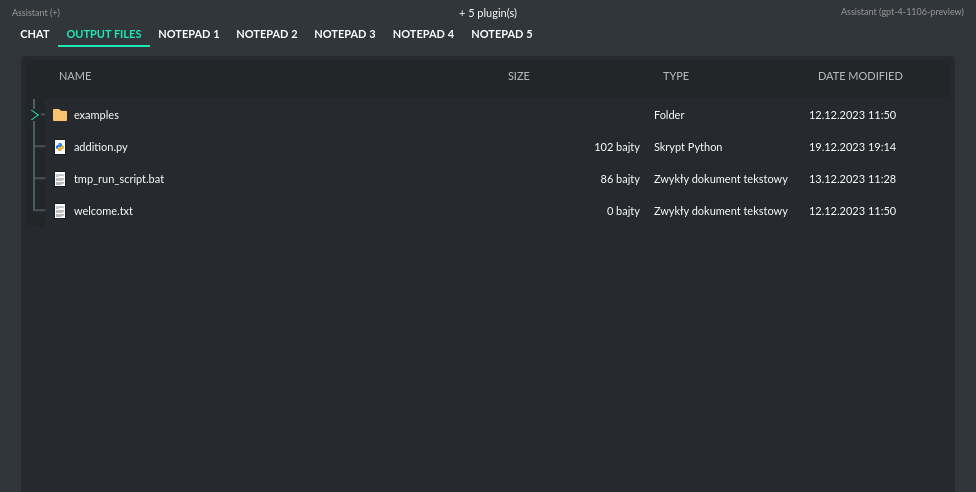 Assistant (+) + 5 plugin(s) Assistant (gpt-4-1106-preview)
CHAT OUTPUT FILES NOTEPAD 1 NOTEPAD 2 NOTEPAD 3 NOTEPAD 4 NOTEPAD 5
NAME SIZE TYPE DATE MODIFIED
examples Folder 12.12.2023 11:50
addition.py 102 bajty Skrypt Python 19.12.2023 19:14
tmp_run_script.bat 86 bajty Zwykły dokument tekstowy 13.12.2023 11:28
welcome.txt 0 bajty Zwykły dokument tekstowy 12.12.2023 11:50